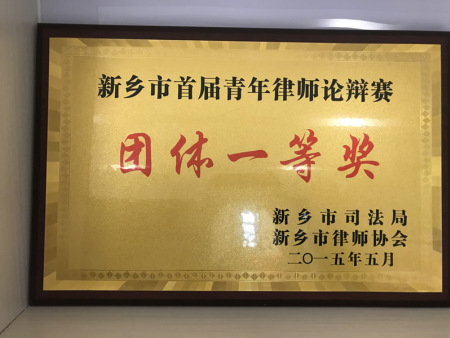 新乡市首届青年律师论辩赛
团体一等奖
新乡市司法局
新乡市律师协会
二〇一五年五月